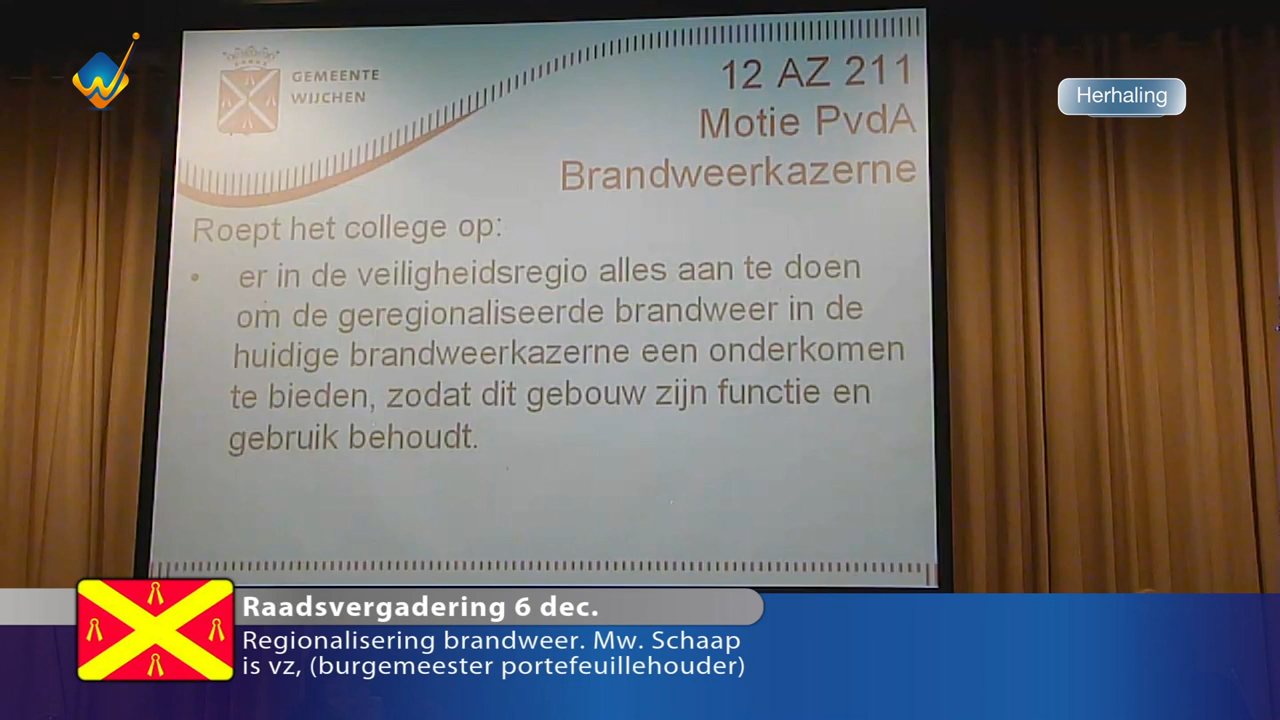 Herhaling
GEMEENTE
WIJCHEN
12 AZ 211
Motie PvdA
Brandweerkazerne
Roept het college op:
• er in de veiligheidsregio alles aan te doen
om de geregionaliseerde brandweer in de
huidige brandweerkazerne een onderkomen
te bieden, zodat dit gebouw zijn functie en
gebruik behoudt.
Raadsvergadering 6 dec.
Regionalisering brandweer. Mw. Schaap
is vz, (burgemeester portefeuillehouder)